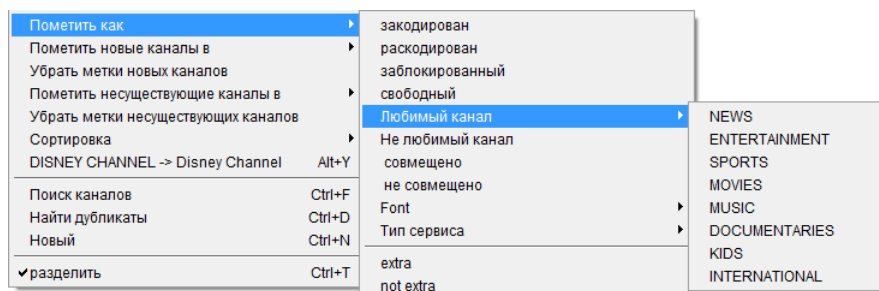 Пометить как
Пометить новые каналы в
Убрать метки новых каналов
Пометить несуществующие каналы в
Убрать метки несуществующих каналов
Сортировка
DISNEY CHANNEL -> Disney Channel Alt+Y
Поиск каналов Ctrl+F
Найти дубликаты Ctrl+D
Новый Ctrl+N
разделить Ctrl+T
закодирован
раскодирован
заблокированный
свободный
Любимый канал
Не любимый канал
совмещено
не совмещено
Font
Тип сервиса
extra
not extra
NEWS
ENTERTAINMENT
SPORTS
MOVIES
MUSIC
DOCUMENTARIES
KIDS
INTERNATIONAL